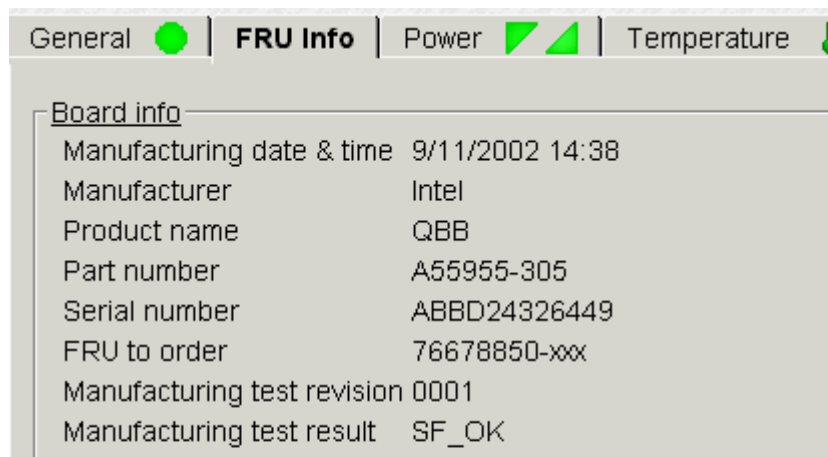 General FRU Info Power Temperature
Board info
Manufacturing date & time 9/11/2002 14:38
Manufacturer Intel
Product name QBB
Part number A55955-305
Serial number ABBD24326449
FRU to order 76678850-xxx
Manufacturing test revision 0001
Manufacturing test result SF_OK